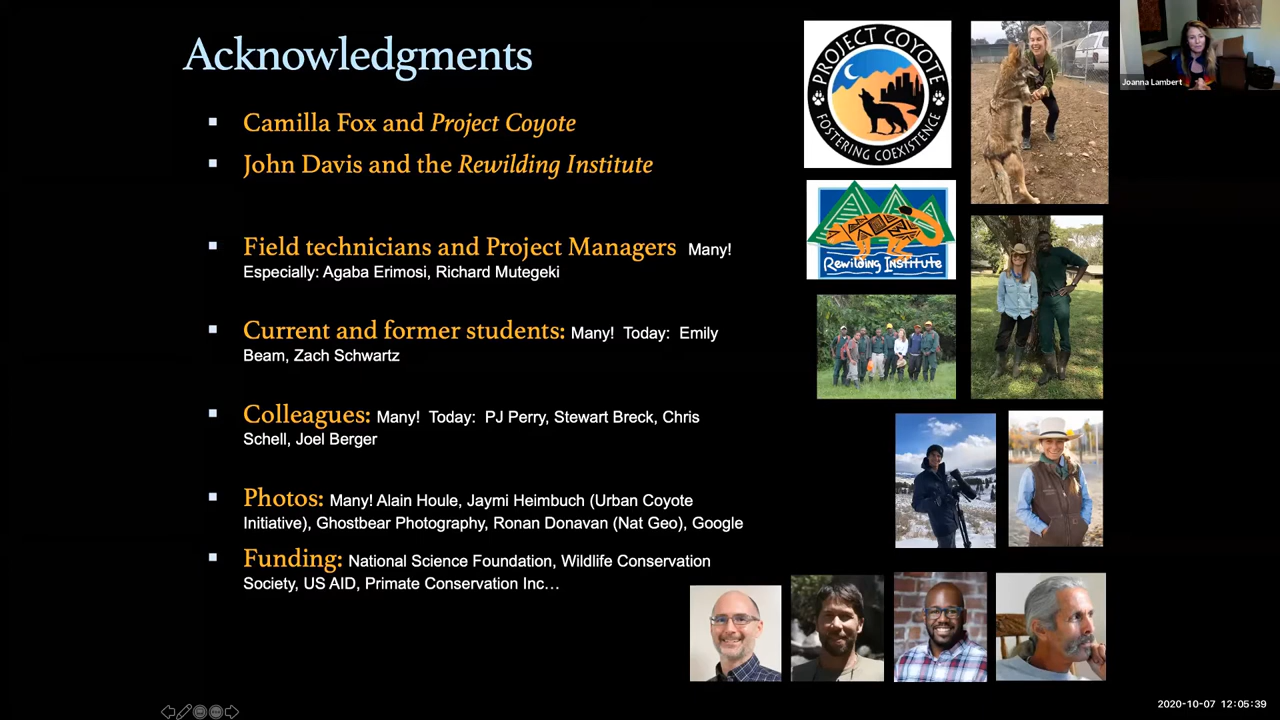 Acknowledgments
Camilla Fox and Project Coyote
John Davis and the Rewilding Institute
Field technicians and Project Managers Many!
Especially: Agaba Erimosi, Richard Mutegeki
Current and former students: Many! Today: Emily
Beam, Zach Schwartz
Colleagues: Many! Today: PJ Perry, Stewart Breck, Chris
Schell, Joel Berger
Photos: Many! Alain Houle, Jaymi Heimbuch (Urban Coyote
Initiative), Ghostbear Photography, Ronan Donavan (Nat Geo), Google
Funding: National Science Foundation, Wildlife Conservation
Society, US AID, Primate Conservation Inc…
PROJECT COYOTE
FOSTERING COEXISTENCE
Rewilding Institute
Joanna Lambert
2020-10-07 12:05:39